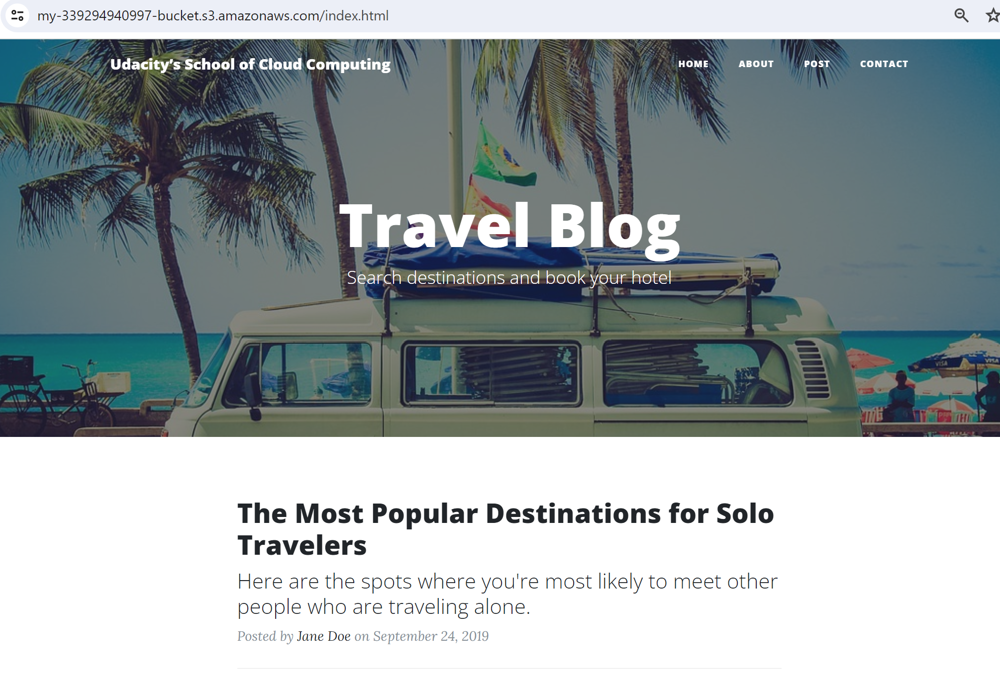 my-339294940997-bucket.s3.amazonaws.com/index.html
Udacity's School of Cloud Computing
HOME ABOUT POST CONTACT
Travel Blog
Search destinations and book your hotel
VISA
VISA
The Most Popular Destinations for Solo
Travelers
Here are the spots where you're most likely to meet other
people who are traveling alone.
Posted by Jane Doe on September 24, 2019